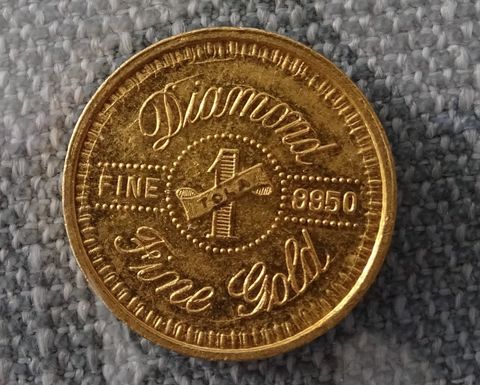 Diamond
FINE 1 9950
TOLA
Fine Gold